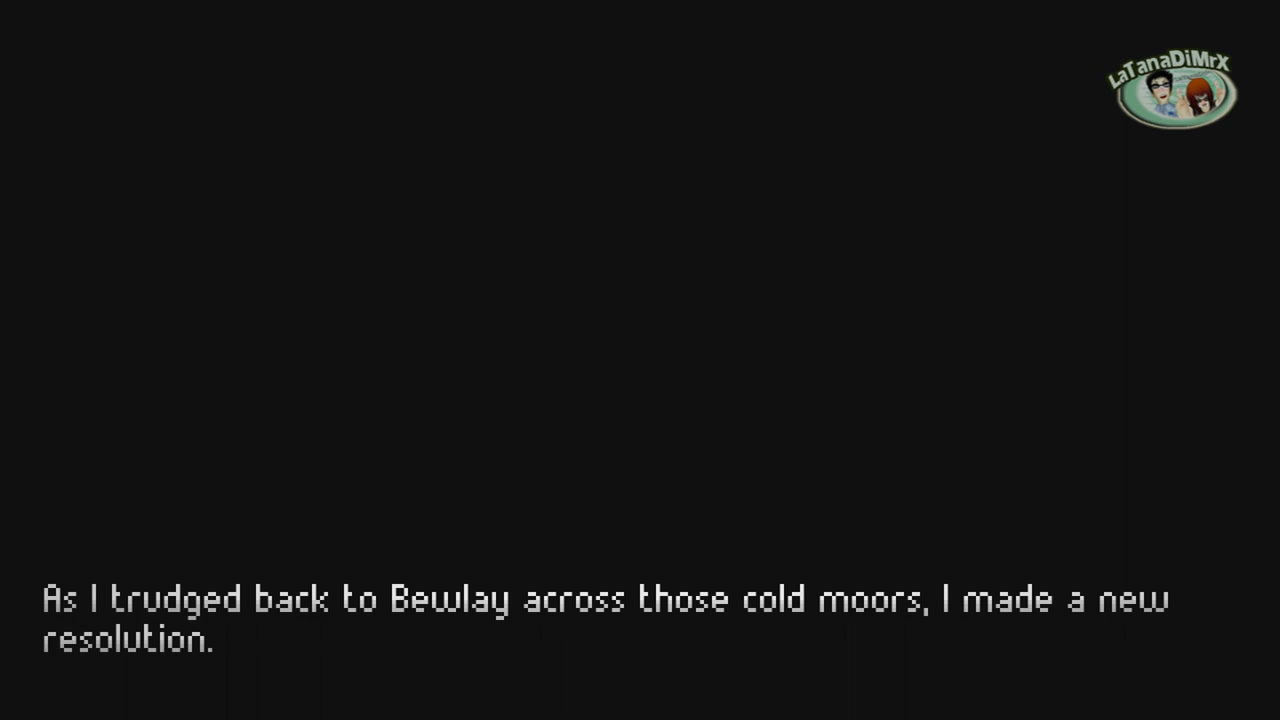 LaTanaDiMrX
As I trudged back to Bewlay across those cold moors, I made a new
resolution.